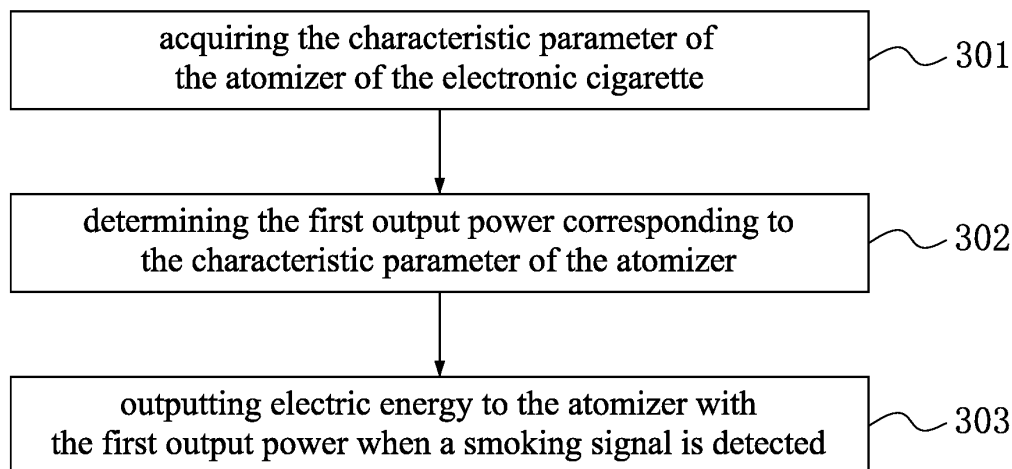 acquiring the characteristic parameter of
the atomizer of the electronic cigarette
301
determining the first output power corresponding to
the characteristic parameter of the atomizer
302
outputting electric energy to the atomizer with
the first output power when a smoking signal is detected
303